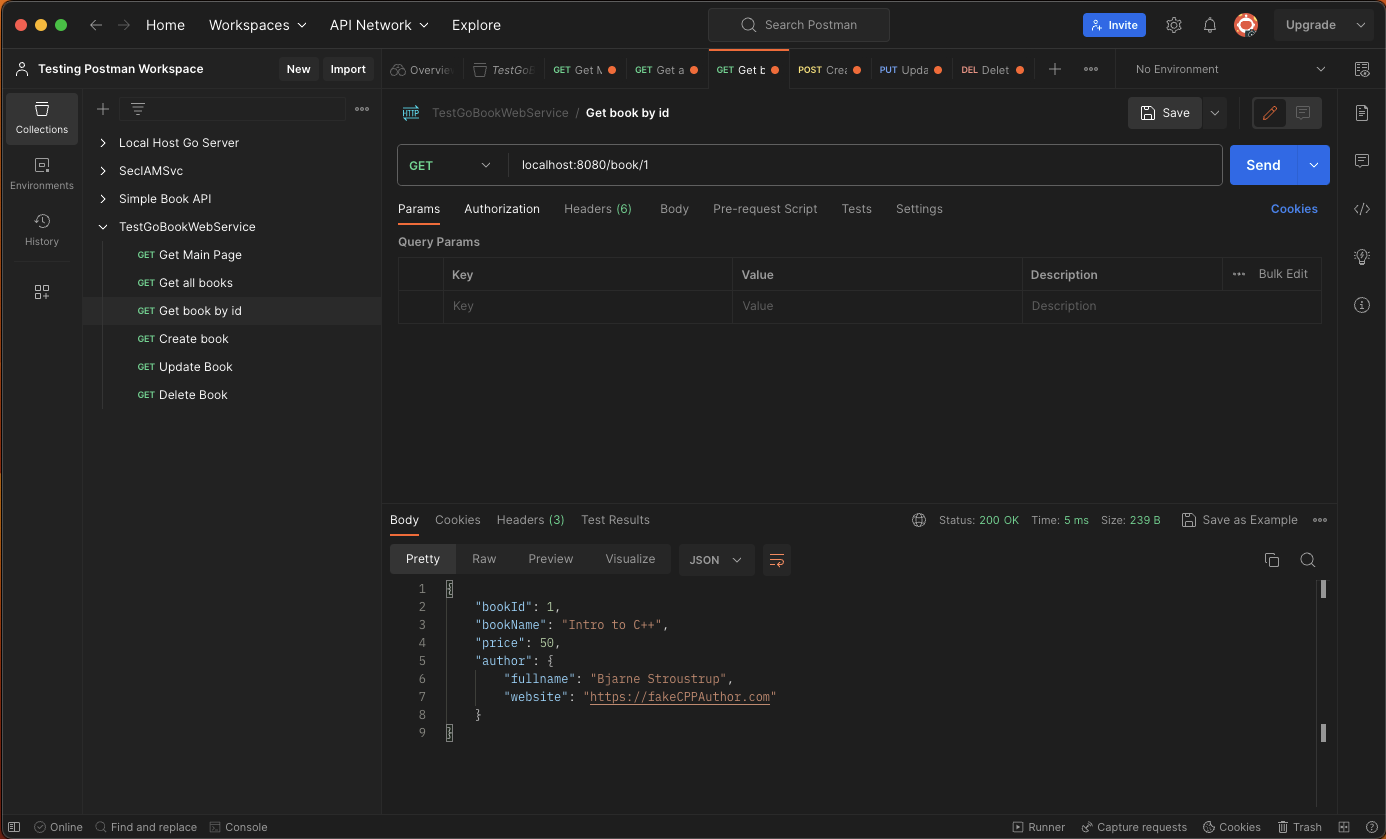 Home Workspaces API Network Explore Search Postman Invite Upgrade
Testing Postman Workspace New Import
Overvie TestGoB GET Get M GET Get a GET Get b POST Crea PUT Upda DEL Delet No Environment
Collections
Environments
History
Local Host Go Server
SecIAMSvc
Simple Book API
TestGoBookWebService
GET Get Main Page
GET Get all books
GET Get book by id
GET Create book
GET Update Book
GET Delete Book
HTTP TestGoBookWebService / Get book by id Save
GET localhost:8080/book/1 Send
Params Authorization Headers (6) Body Pre-request Script Tests Settings Cookies
Query Params
Key Value Description Bulk Edit
Key Value Description
Body Cookies Headers (3) Test Results Status: 200 OK Time: 5 ms Size: 239 B Save as Example
Pretty Raw Preview Visualize JSON
1 {
2 "bookId": 1,
3 "bookName": "Intro to C++",
4 "price": 50,
5 "author": {
6 "fullname": "Bjarne Stroustrup",
7 "website": "https://fakeCPPAuthor.com"
8 }
9 }
Online Find and replace Console Runner Capture requests Cookies Trash